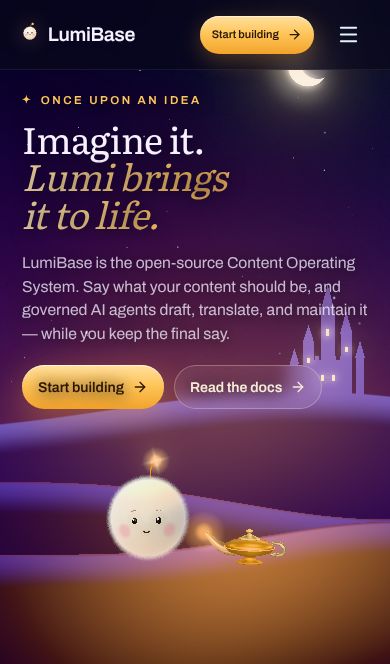 LumiBase
Start building →
✦ ONCE UPON AN IDEA
Imagine it.
Lumi brings
it to life.
LumiBase is the open-source Content Operating
System. Say what your content should be, and
governed AI agents draft, translate, and maintain it
— while you keep the final say.
Start building →
Read the docs →